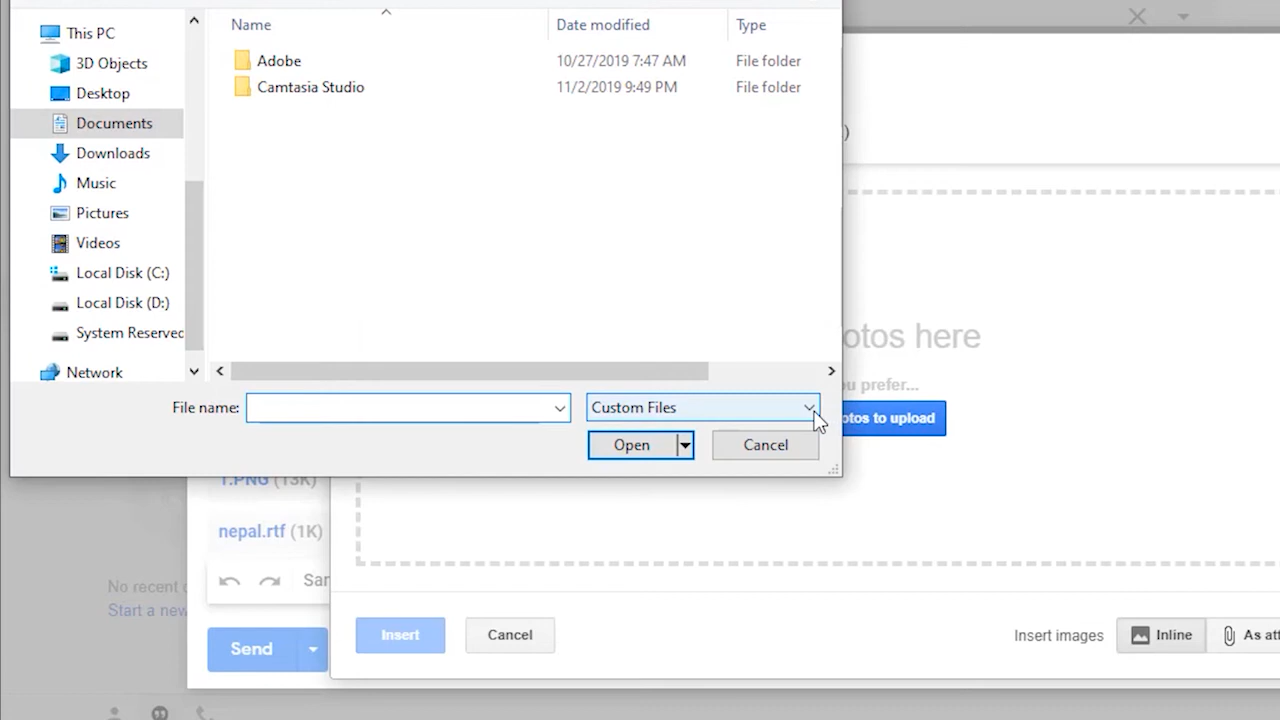 Name
Date modified
Type
This PC
3D Objects
Desktop
Documents
Downloads
Music
Pictures
Videos
Local Disk (C:)
Local Disk (D:)
System Reserved
Network
Adobe 10/27/2019 7:47 AM File folder
Camtasia Studio 11/2/2019 9:49 PM File folder
File name:
Custom Files
Open
Cancel
)
otos here
ou prefer...
otos to upload
1.PNG (13K)
nepal.rtf (1K)
San
No recent
Start a new
Send
Insert
Cancel
Insert images
Inline
As att